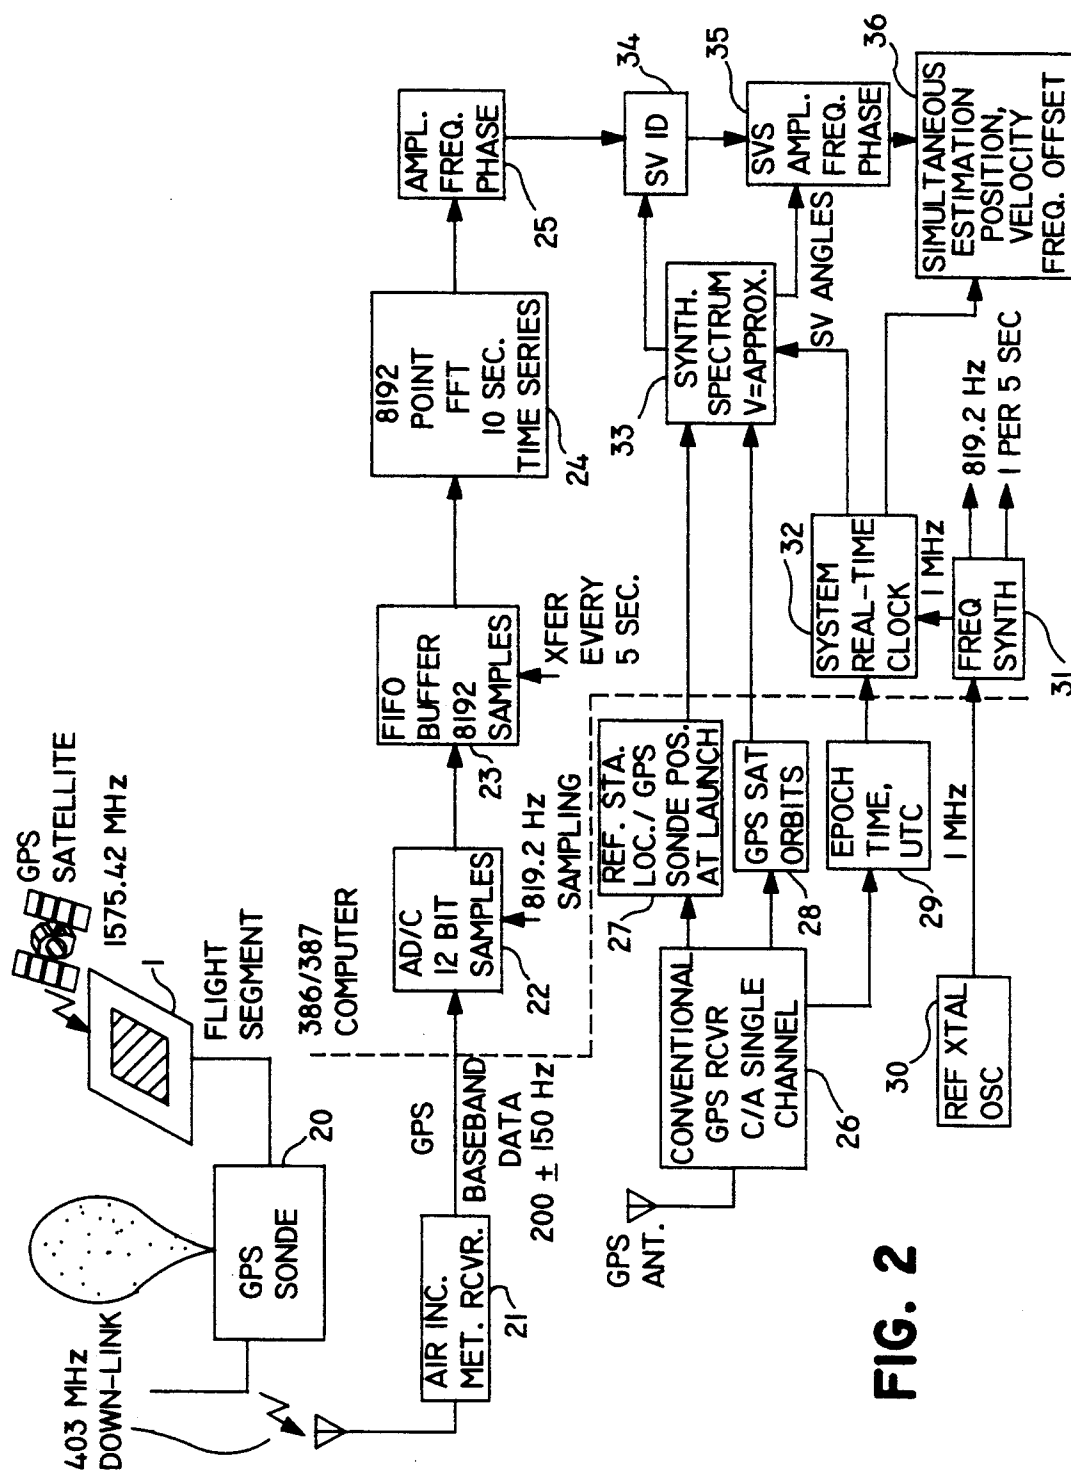 403 MHz
DOWN-LINK
GPS
SONDE
20
1
FLIGHT
SEGMENT
GPS
SATELLITE
1575.42 MHz
AIR INC.
MET. RCVR.
21
GPS
BASEBAND
DATA
200 ± 150 Hz
386/387
COMPUTER
AD/C
12 BIT
SAMPLES
22
819.2 Hz
SAMPLING
FIFO
BUFFER
8192
SAMPLES
23
XFER
EVERY
5 SEC.
8192
POINT
FFT
10 SEC.
TIME SERIES
24
AMPL.
FREQ.
PHASE
25
GPS
ANT.
CONVENTIONAL
GPS RCVR
C/A SINGLE
CHANNEL
26
REF. STA.
LOC./ GPS
SONDE POS.
AT LAUNCH
27
GPS SAT
ORBITS
28
EPOCH
TIME,
UTC
29
REF XTAL
OSC
30
1 MHz
FREQ
SYNTH
31
1 MHz
819.2 Hz
1 PER 5 SEC
SYSTEM
REAL-TIME
CLOCK
32
SYNTH.
SPECTRUM
V=APPROX.
33
SV ANGLES
SV ID
34
SVS
AMPL.
FREQ.
PHASE
35
SIMULTANEOUS
ESTIMATION
POSITION,
VELOCITY
FREQ. OFFSET
36
FIG. 2